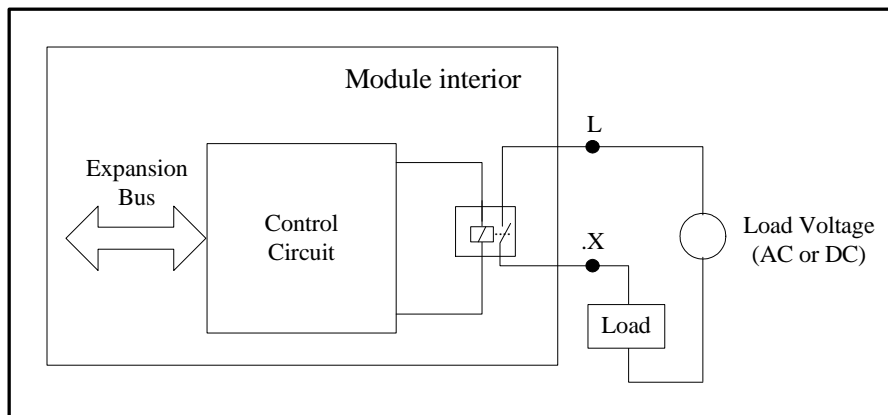 Module interior
Expansion
Bus
Control
Circuit
L
.X
Load
Load Voltage
(AC or DC)